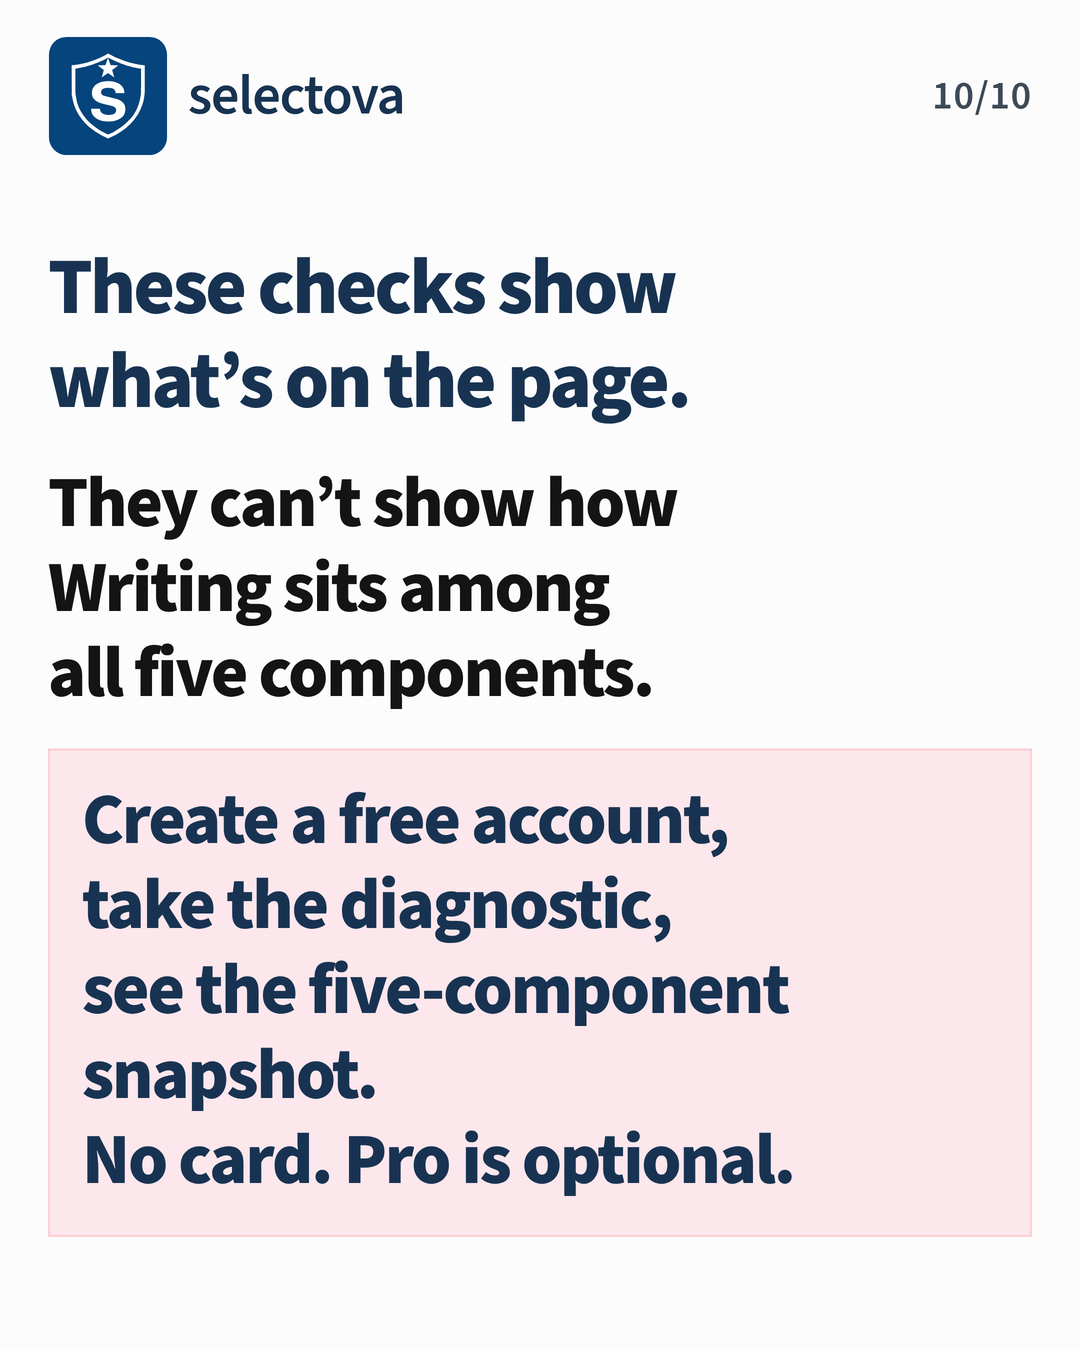 S
selectova
10/10
These checks show
what’s on the page.
They can’t show how
Writing sits among
all five components.
Create a free account,
take the diagnostic,
see the five-component
snapshot.
No card. Pro is optional.